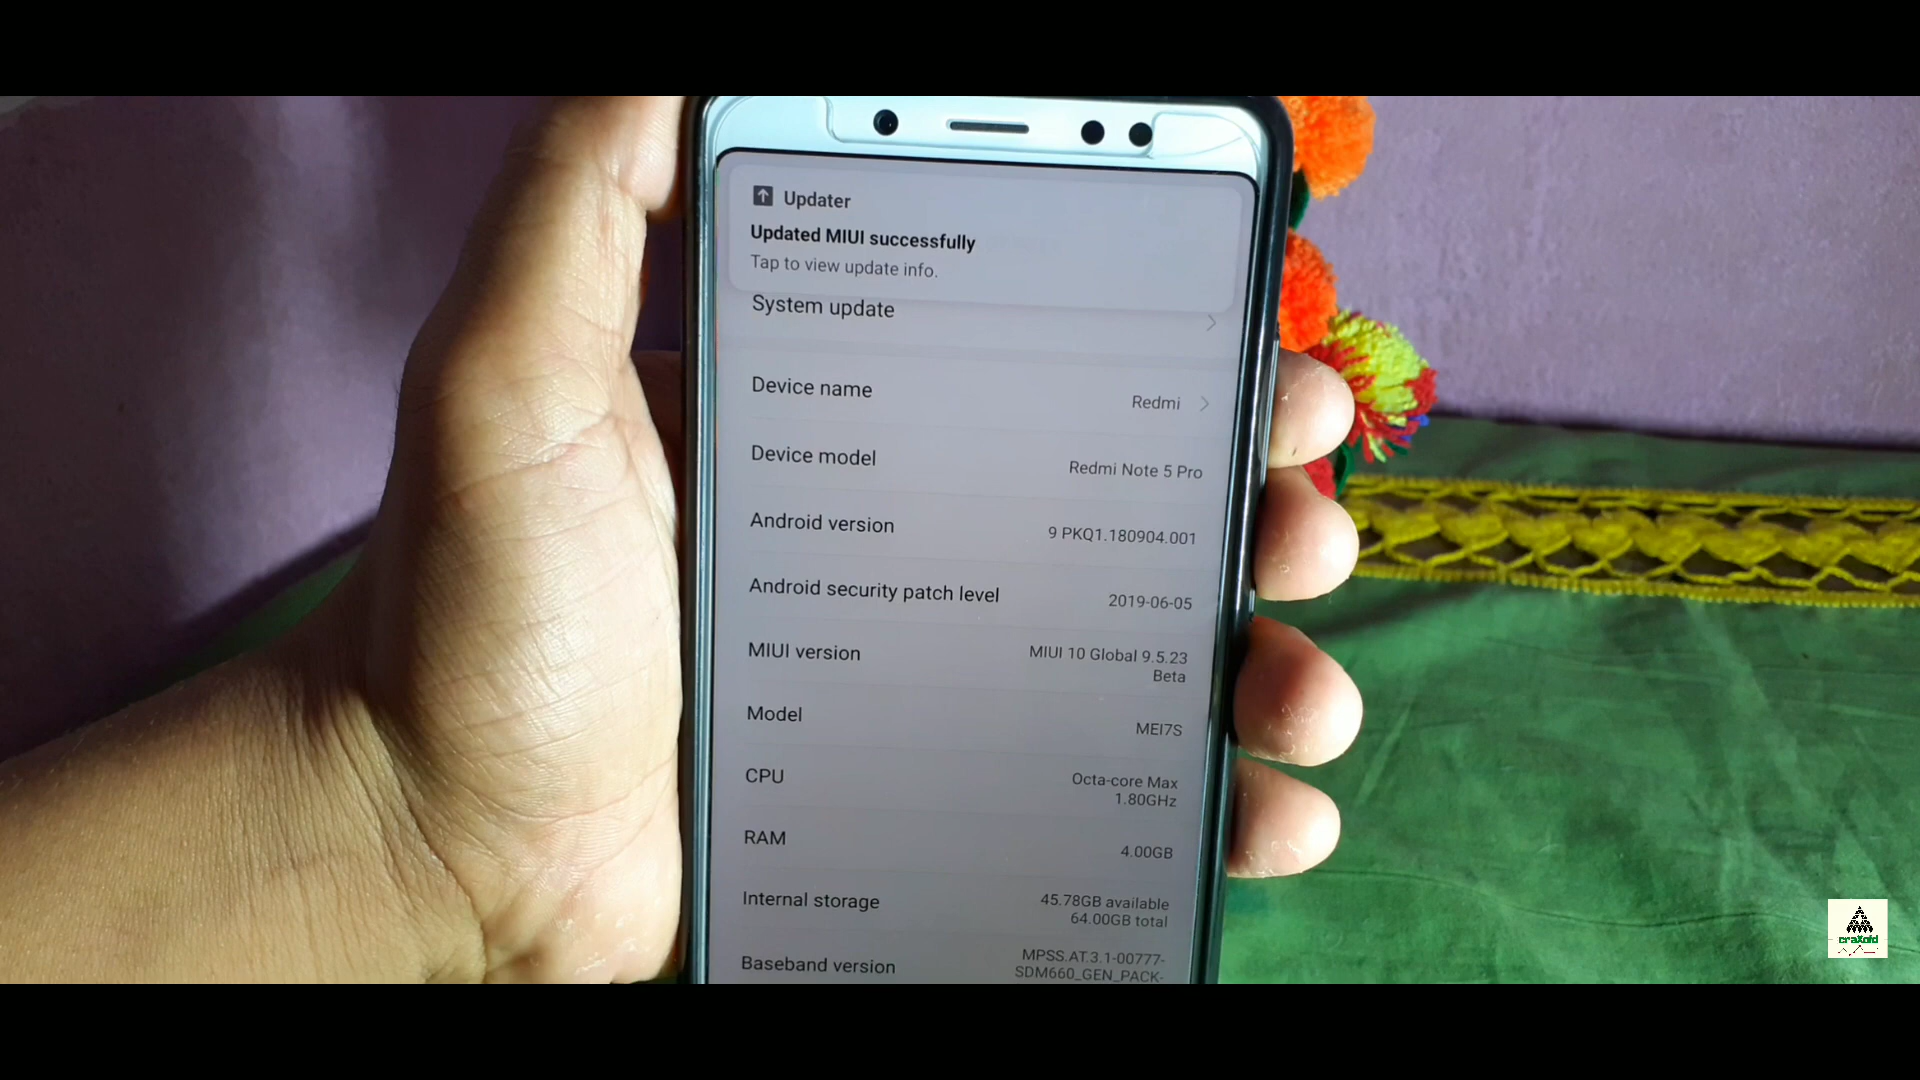 Updater
Updated MIUI successfully
Tap to view update info.
System update
Device name
Redmi
Device model
Redmi Note 5 Pro
Android version
9 PKQ1.180904.001
Android security patch level
2019-06-05
MIUI version
MIUI 10 Global 9.5.23
Beta
Model
MEI7S
CPU
Octa-core Max
1.80GHz
RAM
4.00GB
Internal storage
45.78GB available
64.00GB total
Baseband version
MPSS.AT.3.1-00777-
SDM660_GEN_PACK-
craXoid